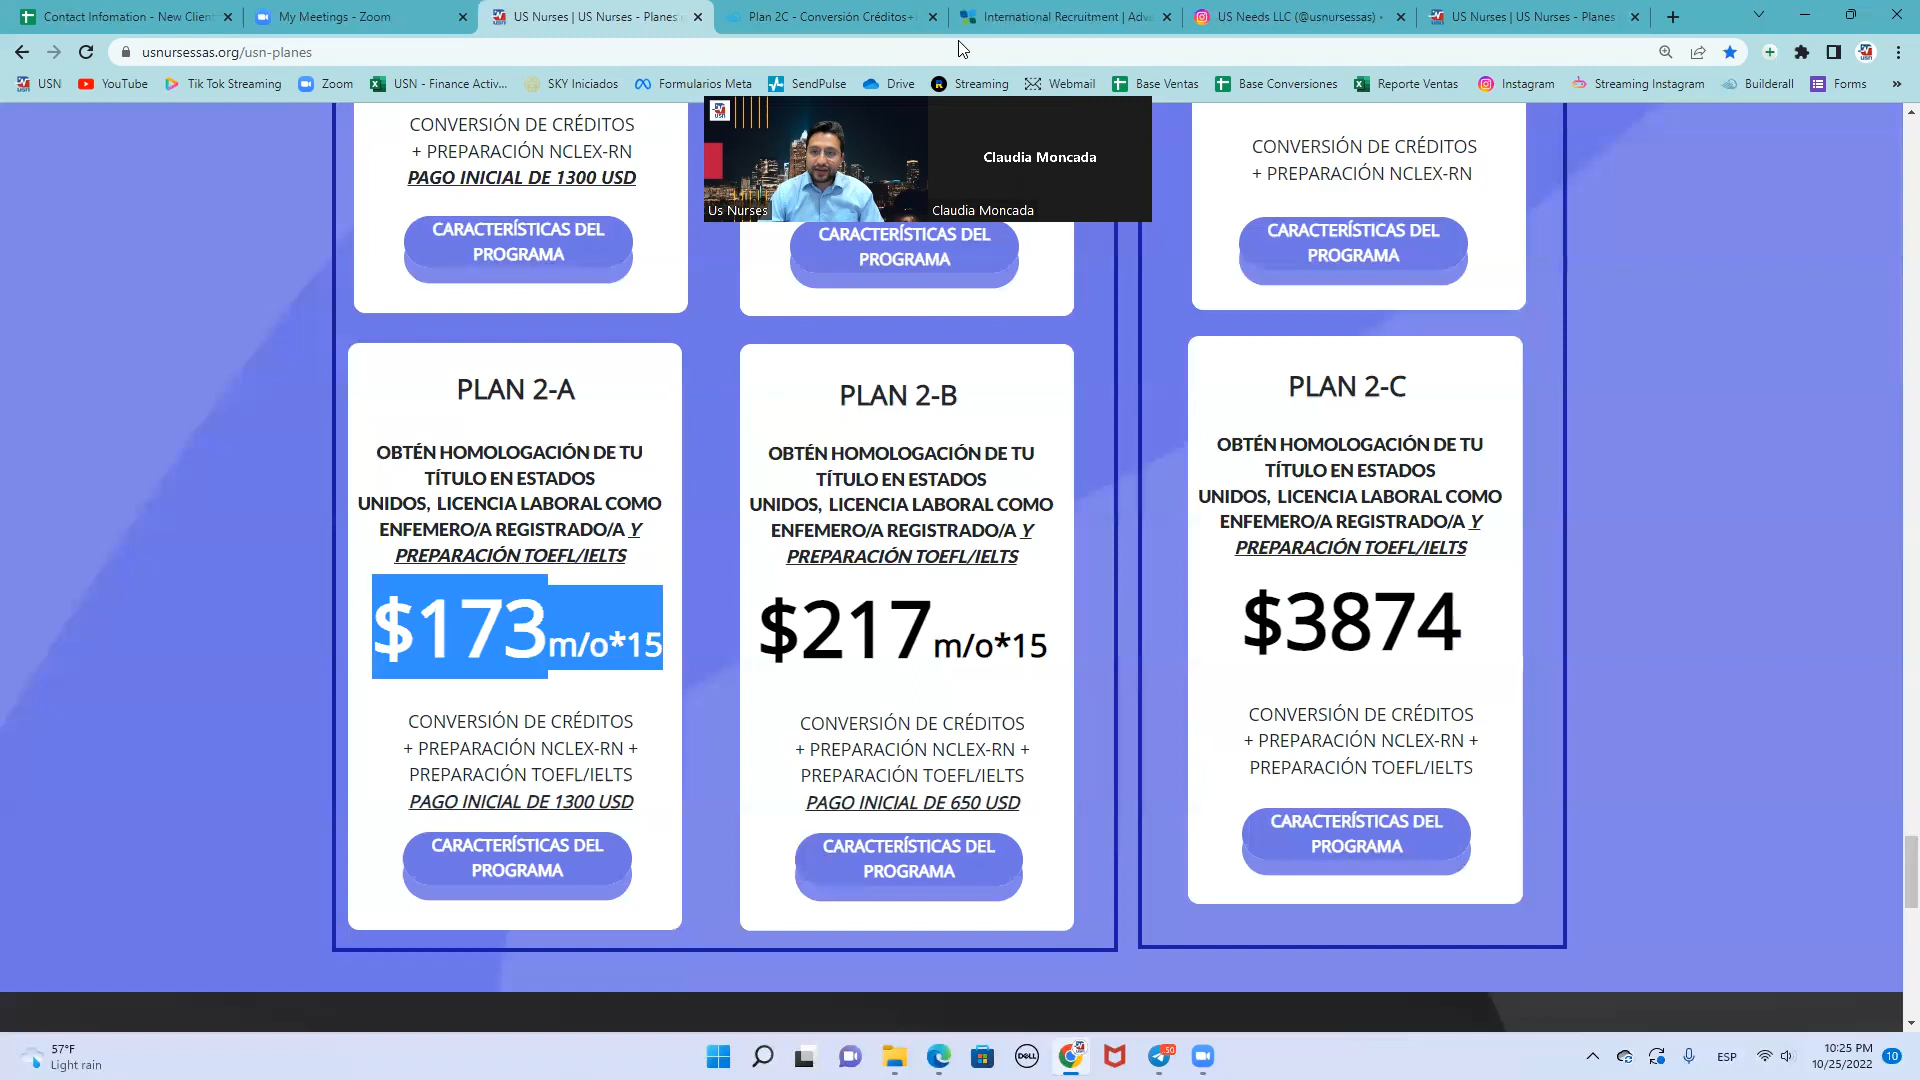 Contact Infomation - New Client
My Meetings - Zoom
US Nurses | US Nurses - Planes
Plan 2C - Conversión Créditos+
International Recruitment | Adva
US Needs LLC (@usnursessas) •
US Nurses | US Nurses - Planes
usnursessas.org/usn-planes
USN
YouTube
Tik Tok Streaming
Zoom
USN - Finance Activ...
SKY Iniciados
Formularios Meta
SendPulse
Drive
Streaming
Webmail
Base Ventas
Base Conversiones
Reporte Ventas
Instagram
Streaming Instagram
Builderall
Forms
CONVERSIÓN DE CRÉDITOS
+ PREPARACIÓN NCLEX-RN
PAGO INICIAL DE 1300 USD
CARACTERÍSTICAS DEL
PROGRAMA
Us Nurses
Claudia Moncada
Claudia Moncada
CARACTERÍSTICAS DEL
PROGRAMA
CONVERSIÓN DE CRÉDITOS
+ PREPARACIÓN NCLEX-RN
CARACTERÍSTICAS DEL
PROGRAMA
PLAN 2-A
OBTÉN HOMOLOGACIÓN DE TU
TÍTULO EN ESTADOS
UNIDOS, LICENCIA LABORAL COMO
ENFEMERO/A REGISTRADO/A Y
PREPARACIÓN TOEFL/IELTS
$173m/o*15
CONVERSIÓN DE CRÉDITOS
+ PREPARACIÓN NCLEX-RN +
PREPARACIÓN TOEFL/IELTS
PAGO INICIAL DE 1300 USD
CARACTERÍSTICAS DEL
PROGRAMA
PLAN 2-B
OBTÉN HOMOLOGACIÓN DE TU
TÍTULO EN ESTADOS
UNIDOS, LICENCIA LABORAL COMO
ENFEMERO/A REGISTRADO/A Y
PREPARACIÓN TOEFL/IELTS
$217m/o*15
CONVERSIÓN DE CRÉDITOS
+ PREPARACIÓN NCLEX-RN +
PREPARACIÓN TOEFL/IELTS
PAGO INICIAL DE 650 USD
CARACTERÍSTICAS DEL
PROGRAMA
PLAN 2-C
OBTÉN HOMOLOGACIÓN DE TU
TÍTULO EN ESTADOS
UNIDOS, LICENCIA LABORAL COMO
ENFEMERO/A REGISTRADO/A Y
PREPARACIÓN TOEFL/IELTS
$3874
CONVERSIÓN DE CRÉDITOS
+ PREPARACIÓN NCLEX-RN +
PREPARACIÓN TOEFL/IELTS
CARACTERÍSTICAS DEL
PROGRAMA
57°F
Light rain
DELL
50
ESP
10:25 PM
10/25/2022
10